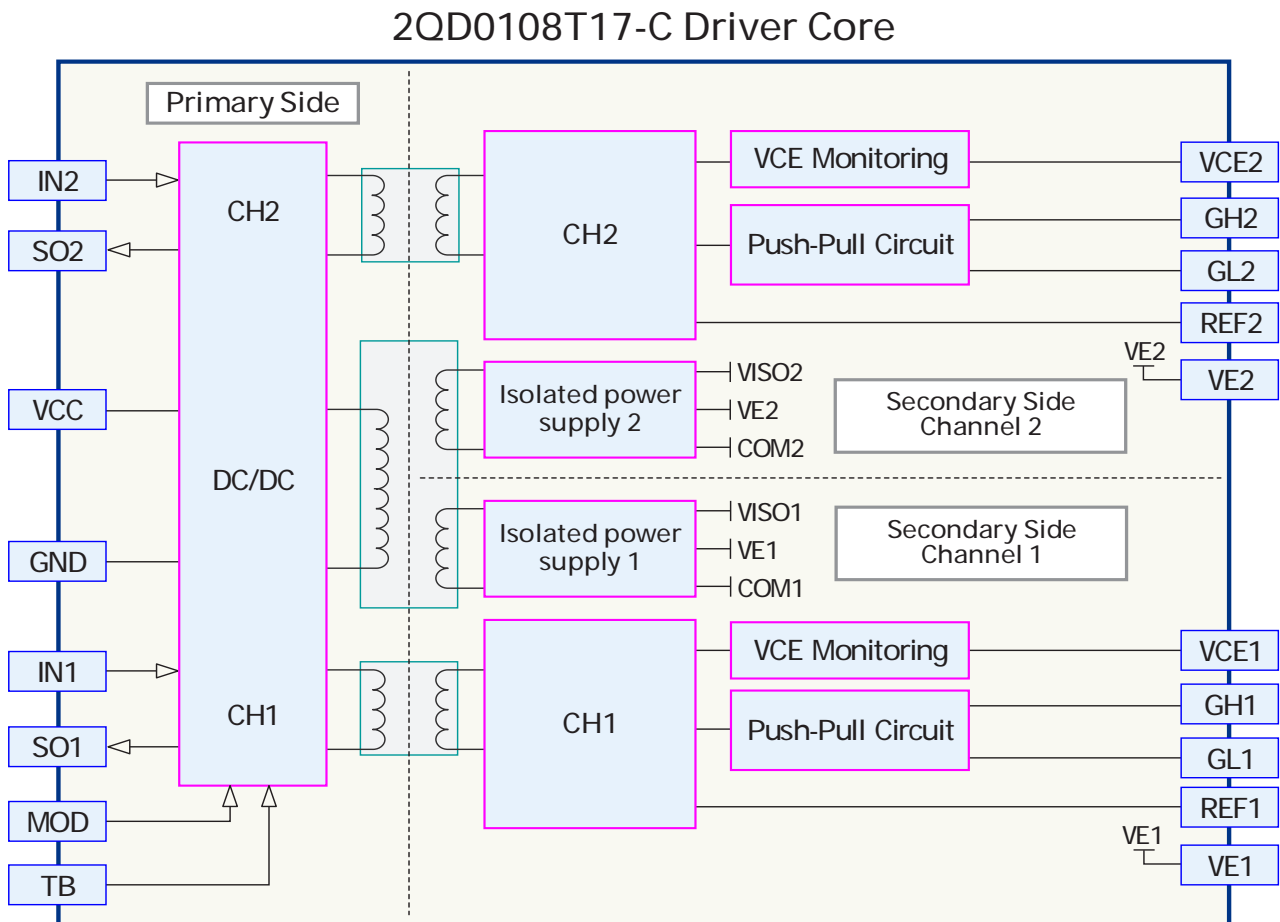 2QD0108T17-C Driver Core
Primary Side
IN2
SO2
VCC
GND
IN1
SO1
MOD
TB
CH2
DC/DC
CH1
CH2
VCE Monitoring
Push-Pull Circuit
VCE2
GH2
GL2
REF2
VE2
VE2
Isolated power
supply 2
VISO2
VE2
COM2
Secondary Side
Channel 2
Isolated power
supply 1
VISO1
VE1
COM1
Secondary Side
Channel 1
CH1
VCE Monitoring
Push-Pull Circuit
VCE1
GH1
GL1
REF1
VE1
VE1